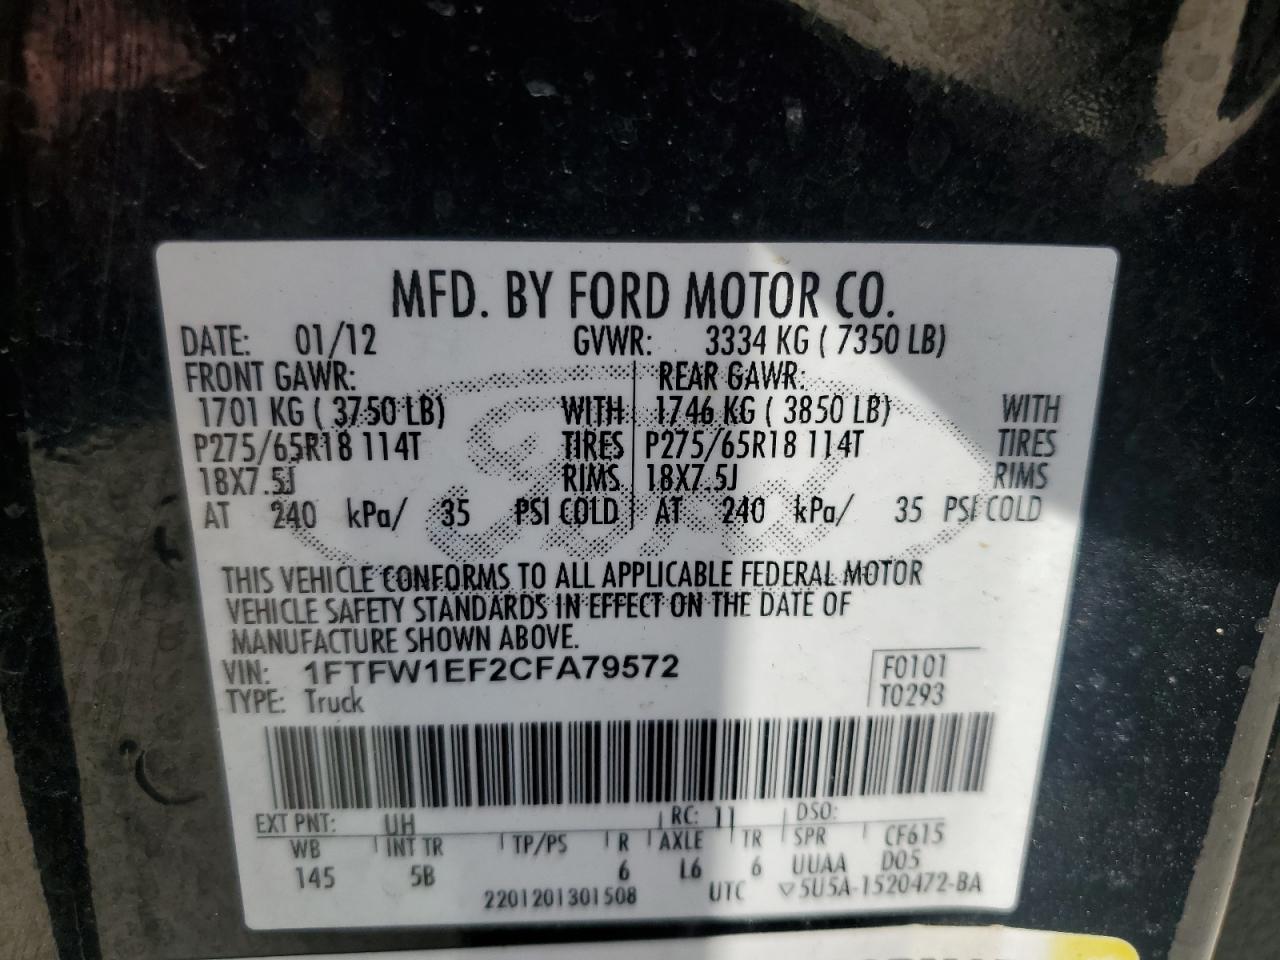 MFD. BY FORD MOTOR CO.
DATE: 01/12 GVWR: 3334 KG ( 7350 LB)
FRONT GAWR: REAR GAWR:
1701 KG ( 3750 LB) WITH 1746 KG ( 3850 LB) WITH
P275/65R18 114T TIRES P275/65R18 114T TIRES
18X7.5J RIMS 18X7.5J RIMS
AT 240 kPa/ 35 PSI COLD AT 240 kPa/ 35 PSI COLD
THIS VEHICLE CONFORMS TO ALL APPLICABLE FEDERAL MOTOR
VEHICLE SAFETY STANDARDS IN EFFECT ON THE DATE OF
MANUFACTURE SHOWN ABOVE.
VIN: 1FTFW1EF2CFA79572 F0101
TYPE: Truck T0293
EXT PNT: UH RC: 11 DSO:
WB INT TR TP/PS R AXLE TR SPR CF615
145 5B 6 L6 6 UUAA D05
2201201301508 UTC ▽5U5A-1520472-BA